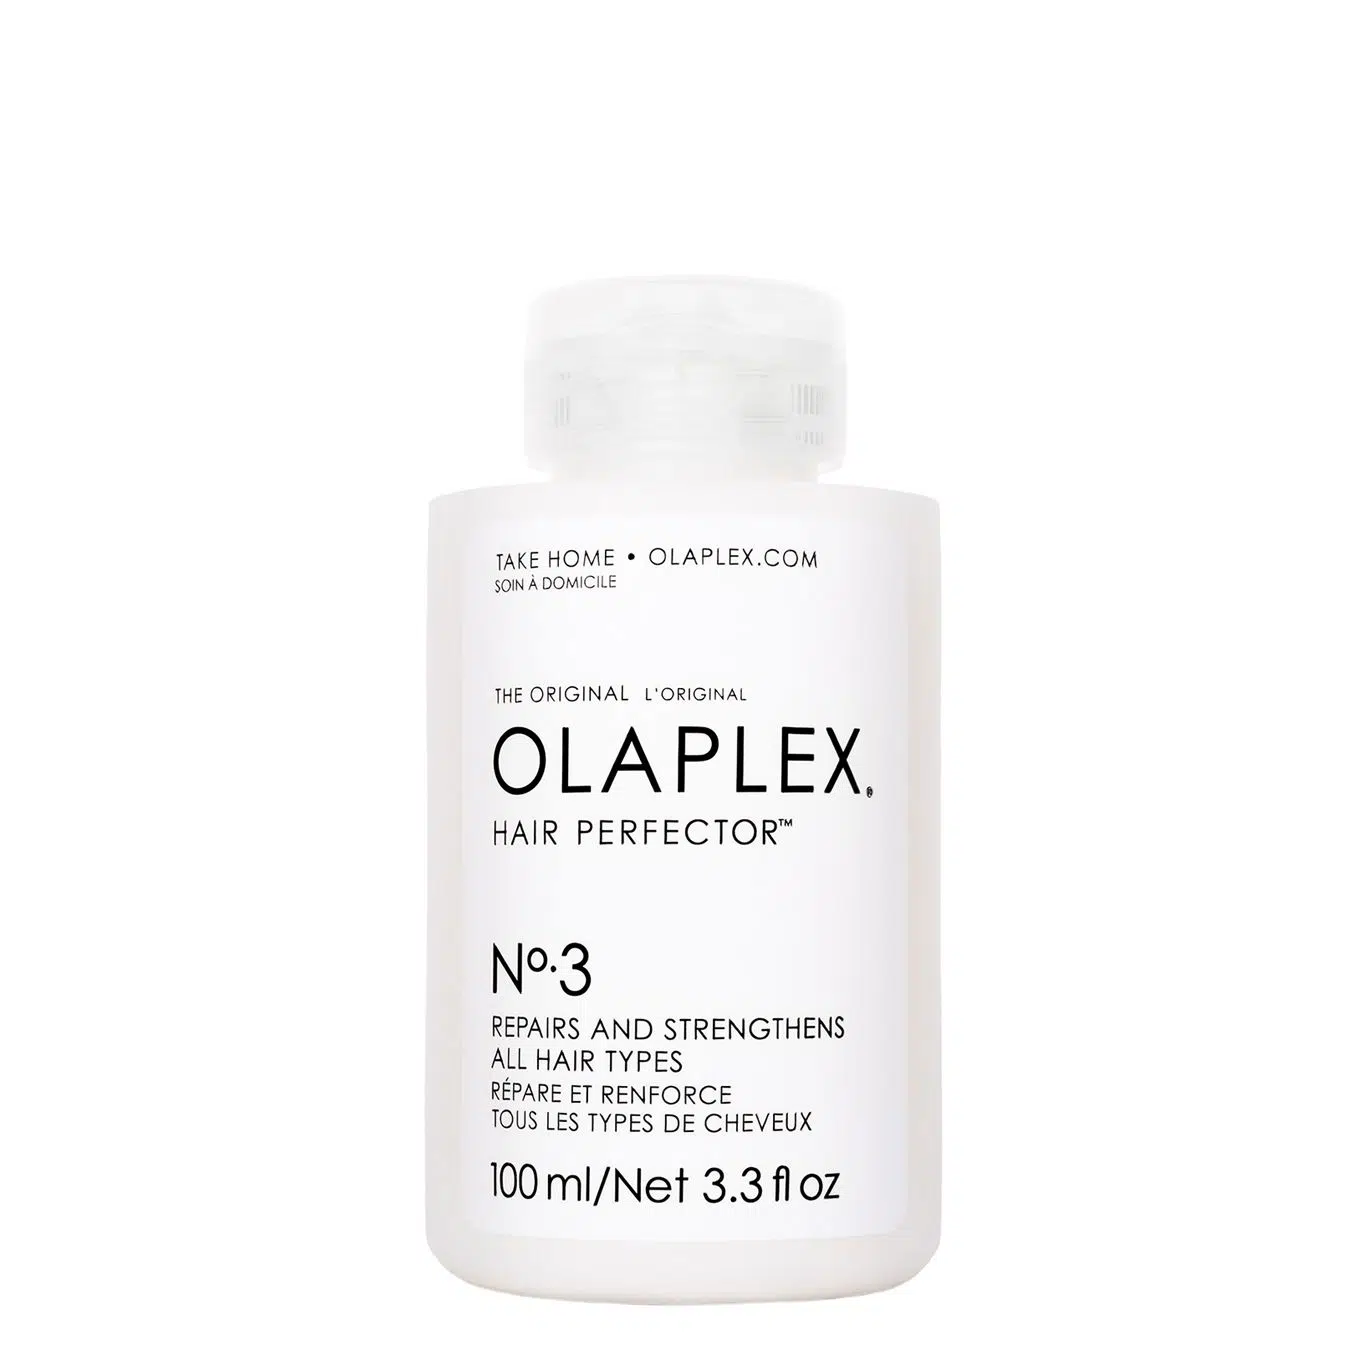 TAKE HOME • OLAPLEX.COM
SOIN À DOMICILE
THE ORIGINAL L'ORIGINAL
OLAPLEX®
HAIR PERFECTOR™
Nº.3
REPAIRS AND STRENGTHENS
ALL HAIR TYPES
RÉPARE ET RENFORCE
TOUS LES TYPES DE CHEVEUX
100 ml/Net 3.3 fl oz